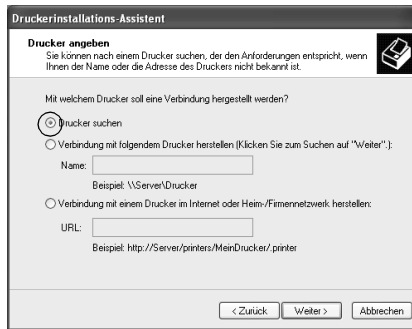 Druckerinstallations-Assistent
Drucker angeben
Sie können nach einem Drucker suchen, der den Anforderungen entspricht, wenn
Ihnen der Name oder die Adresse des Druckers nicht bekannt ist.
Mit welchem Drucker soll eine Verbindung hergestellt werden?
Drucker suchen
Verbindung mit folgendem Drucker herstellen (Klicken Sie zum Suchen auf "Weiter".):
Name:
Beispiel: \\Server\Drucker
Verbindung mit einem Drucker im Internet oder Heim-/Firmennetzwerk herstellen:
URL:
Beispiel: http://Server/printers/MeinDrucker/.printer
< Zurück Weiter > Abbrechen